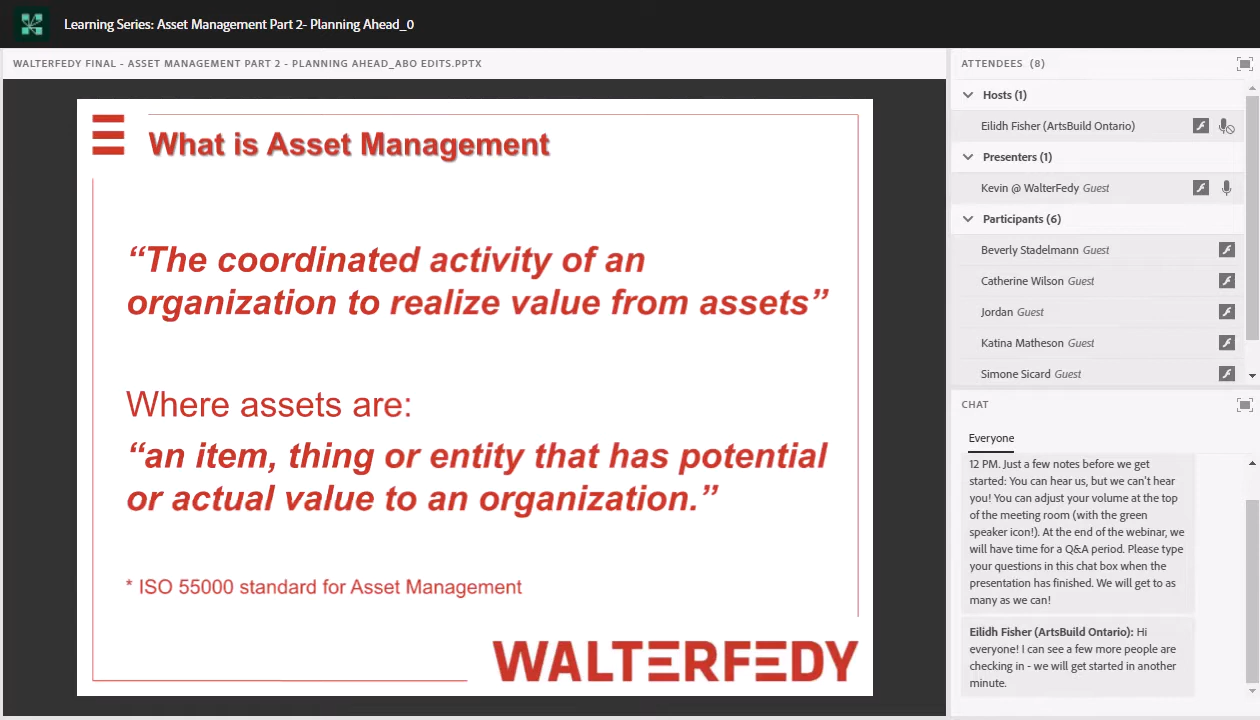 Learning Series: Asset Management Part 2- Planning Ahead_0
WALTERFEDY FINAL - ASSET MANAGEMENT PART 2 - PLANNING AHEAD_ABO EDITS.PPTX
What is Asset Management
“The coordinated activity of an
organization to realize value from assets”
Where assets are:
“an item, thing or entity that has potential
or actual value to an organization.”
* ISO 55000 standard for Asset Management
WALTERFEDY
ATTENDEES (8)
Hosts (1)
Eilidh Fisher (ArtsBuild Ontario)
Presenters (1)
Kevin @ WalterFedy Guest
Participants (6)
Beverly Stadelmann Guest
Catherine Wilson Guest
Jordan Guest
Katina Matheson Guest
Simone Sicard Guest
CHAT
Everyone
12 PM. Just a few notes before we get
started: You can hear us, but we can't hear
you! You can adjust your volume at the top
of the meeting room (with the green
speaker icon!). At the end of the webinar, we
will have time for a Q&A period. Please type
your questions in this chat box when the
presentation has finished. We will get to as
many as we can!
Eilidh Fisher (ArtsBuild Ontario): Hi
everyone! I can see a few more people are
checking in - we will get started in another
minute.